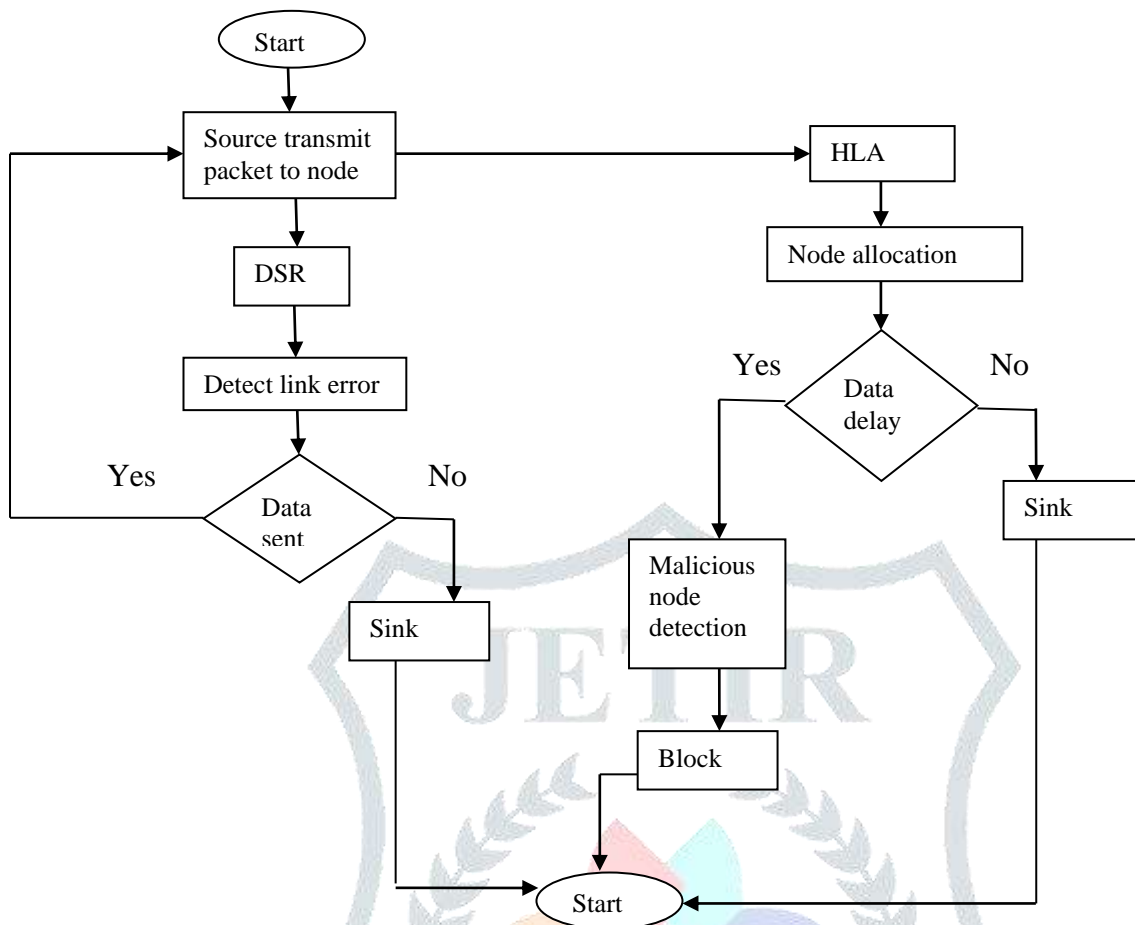 Start
Source transmit
packet to node
HLA
DSR
Node allocation
Detect link error
Yes
No
Data
delay
Yes
No
Data
sent
Sink
Malicious
node
detection
Sink
JETIR
Block
Start